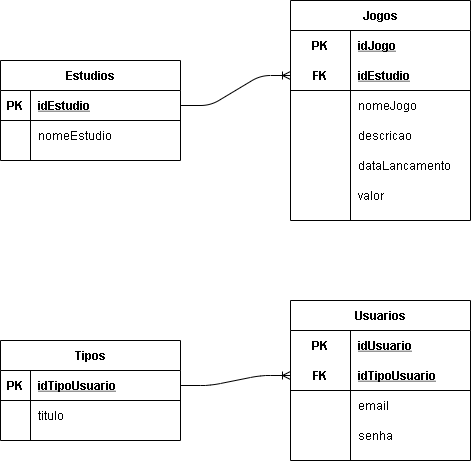 Jogos
PK idJogo
FK idEstudio
nomeJogo
descricao
dataLancamento
valor
Estudios
PK idEstudio
nomeEstudio
Usuarios
PK idUsuario
FK idTipoUsuario
email
senha
Tipos
PK idTipoUsuario
titulo